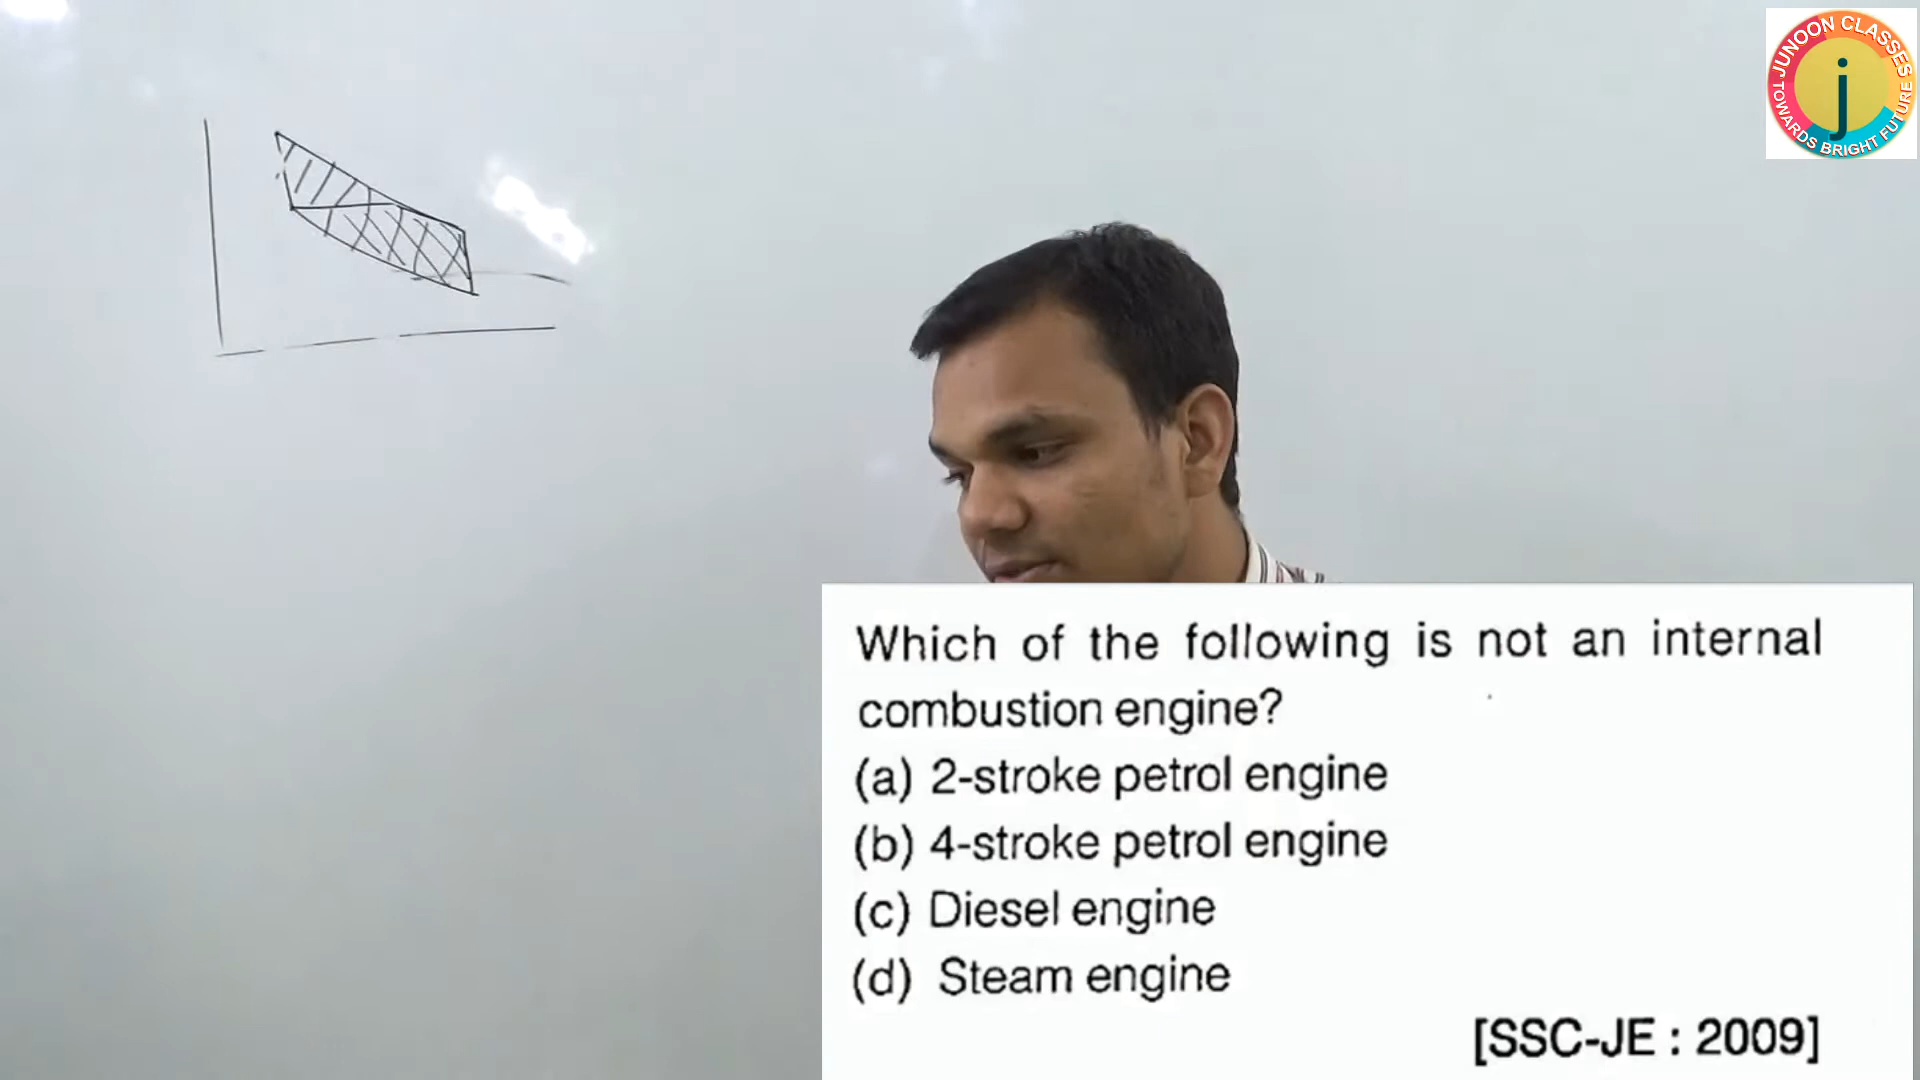 JUNOON CLASSES
j
TOWARDS BRIGHT FUTURE
Which of the following is not an internal
combustion engine?
(a) 2-stroke petrol engine
(b) 4-stroke petrol engine
(c) Diesel engine
(d) Steam engine
[SSC-JE : 2009]